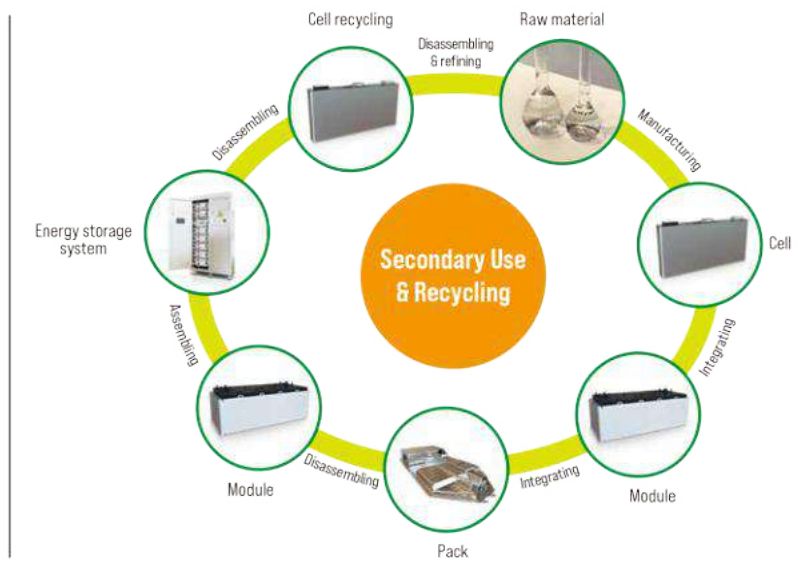 Cell recycling
Disassembling
& refining
Raw material
Manufacturing
Cell
Integrating
Module
Integrating
Pack
Disassembling
Module
Assembling
Energy storage
system
Disassembling
Secondary Use
& Recycling